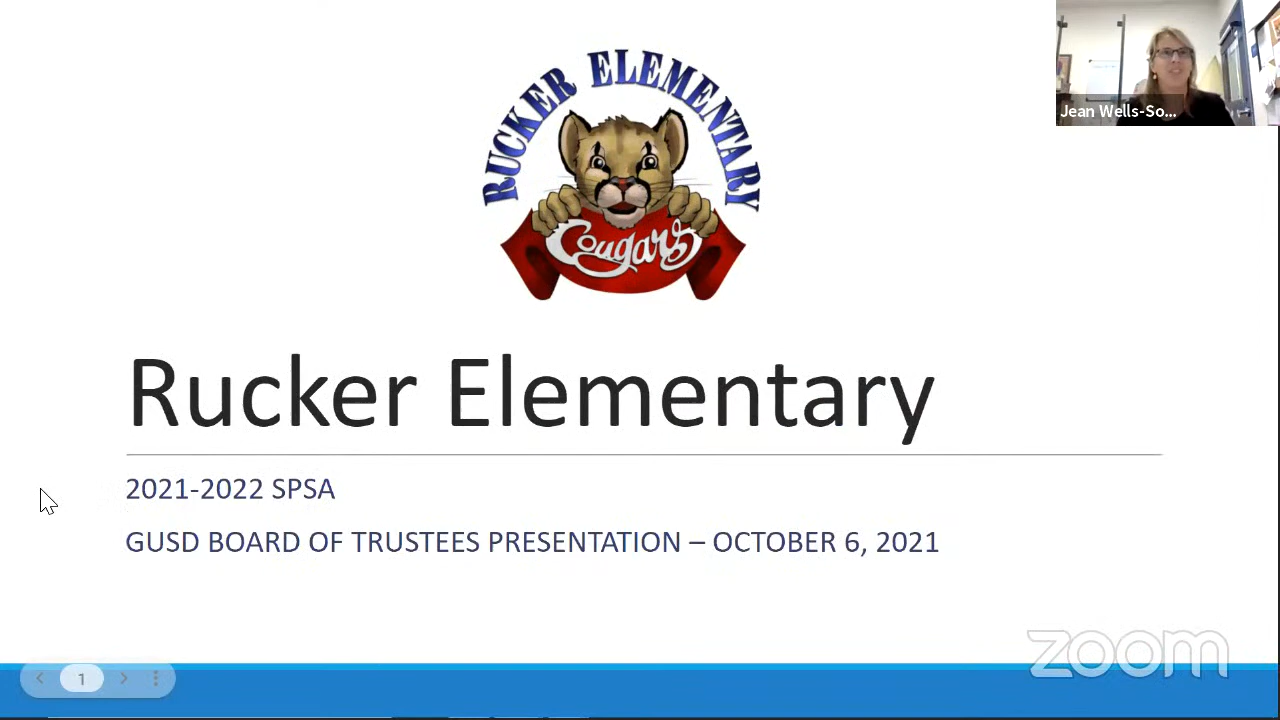 RUCKER ELEMENTARY
Cougars
Jean Wells-So...
Rucker Elementary
2021-2022 SPSA
GUSD BOARD OF TRUSTEES PRESENTATION – OCTOBER 6, 2021
zoom
1